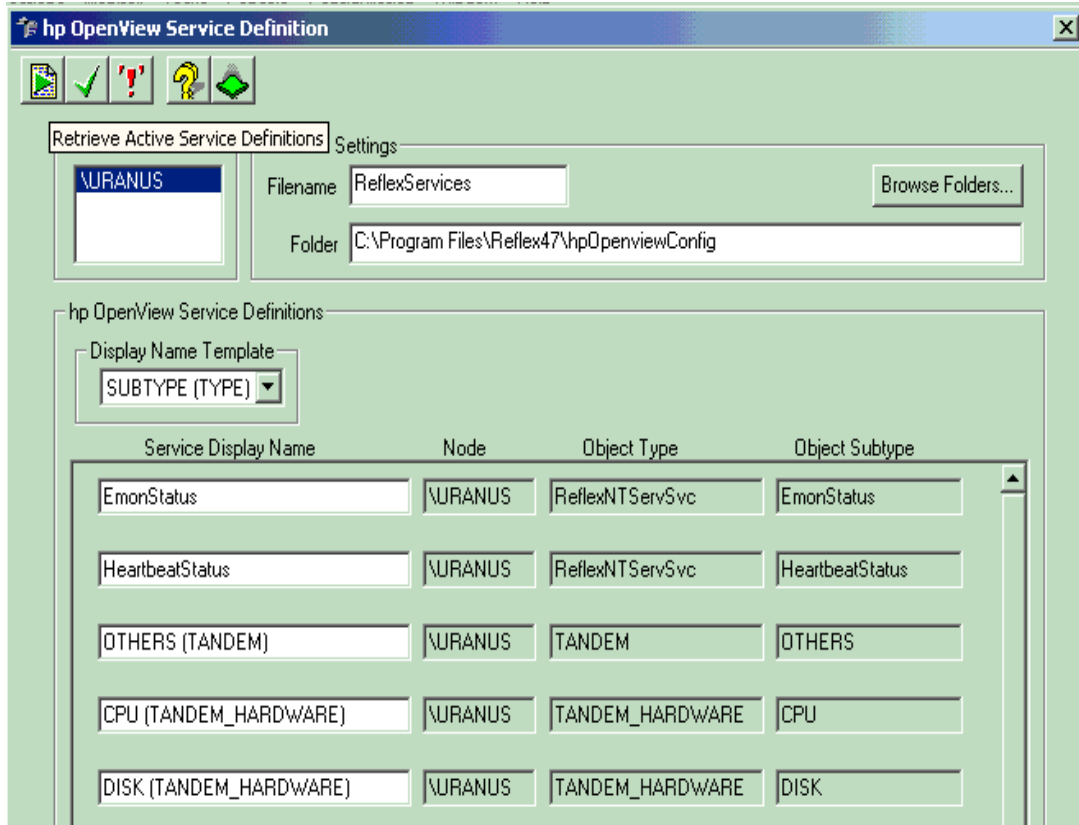 hp OpenView Service Definition
Retrieve Active Service Definitions
Settings
\URANUS
Filename
ReflexServices
Browse Folders...
Folder
C:\Program Files\Reflex47\hpOpenviewConfig
hp OpenView Service Definitions
Display Name Template
SUBTYPE (TYPE)
Service Display Name Node Object Type Object Subtype
EmonStatus \URANUS ReflexNTServSvc EmonStatus
HeartbeatStatus \URANUS ReflexNTServSvc HeartbeatStatus
OTHERS (TANDEM) \URANUS TANDEM OTHERS
CPU (TANDEM_HARDWARE) \URANUS TANDEM_HARDWARE CPU
DISK (TANDEM_HARDWARE) \URANUS TANDEM_HARDWARE DISK